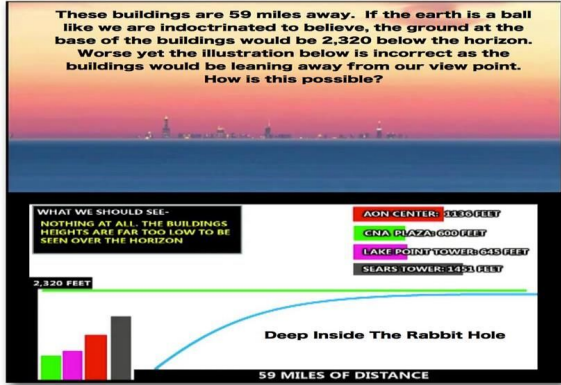 These buildings are 59 miles away. If the earth is a ball
like we are indoctrinated to believe, the ground at the
base of the buildings would be 2,320 below the horizon.
Worse yet the illustration below is incorrect as the
buildings would be leaning away from our view point.
How is this possible?
WHAT WE SHOULD SEE-
NOTHING AT ALL. THE BUILDINGS
HEIGHTS ARE FAR TOO LOW TO BE
SEEN OVER THE HORIZON
AON CENTER: 1136 FEET
CNA PLAZA: 600 FEET
LAKE POINT TOWER: 645 FEET
SEARS TOWER: 1451 FEET
2,320 FEET
Deep Inside The Rabbit Hole
59 MILES OF DISTANCE